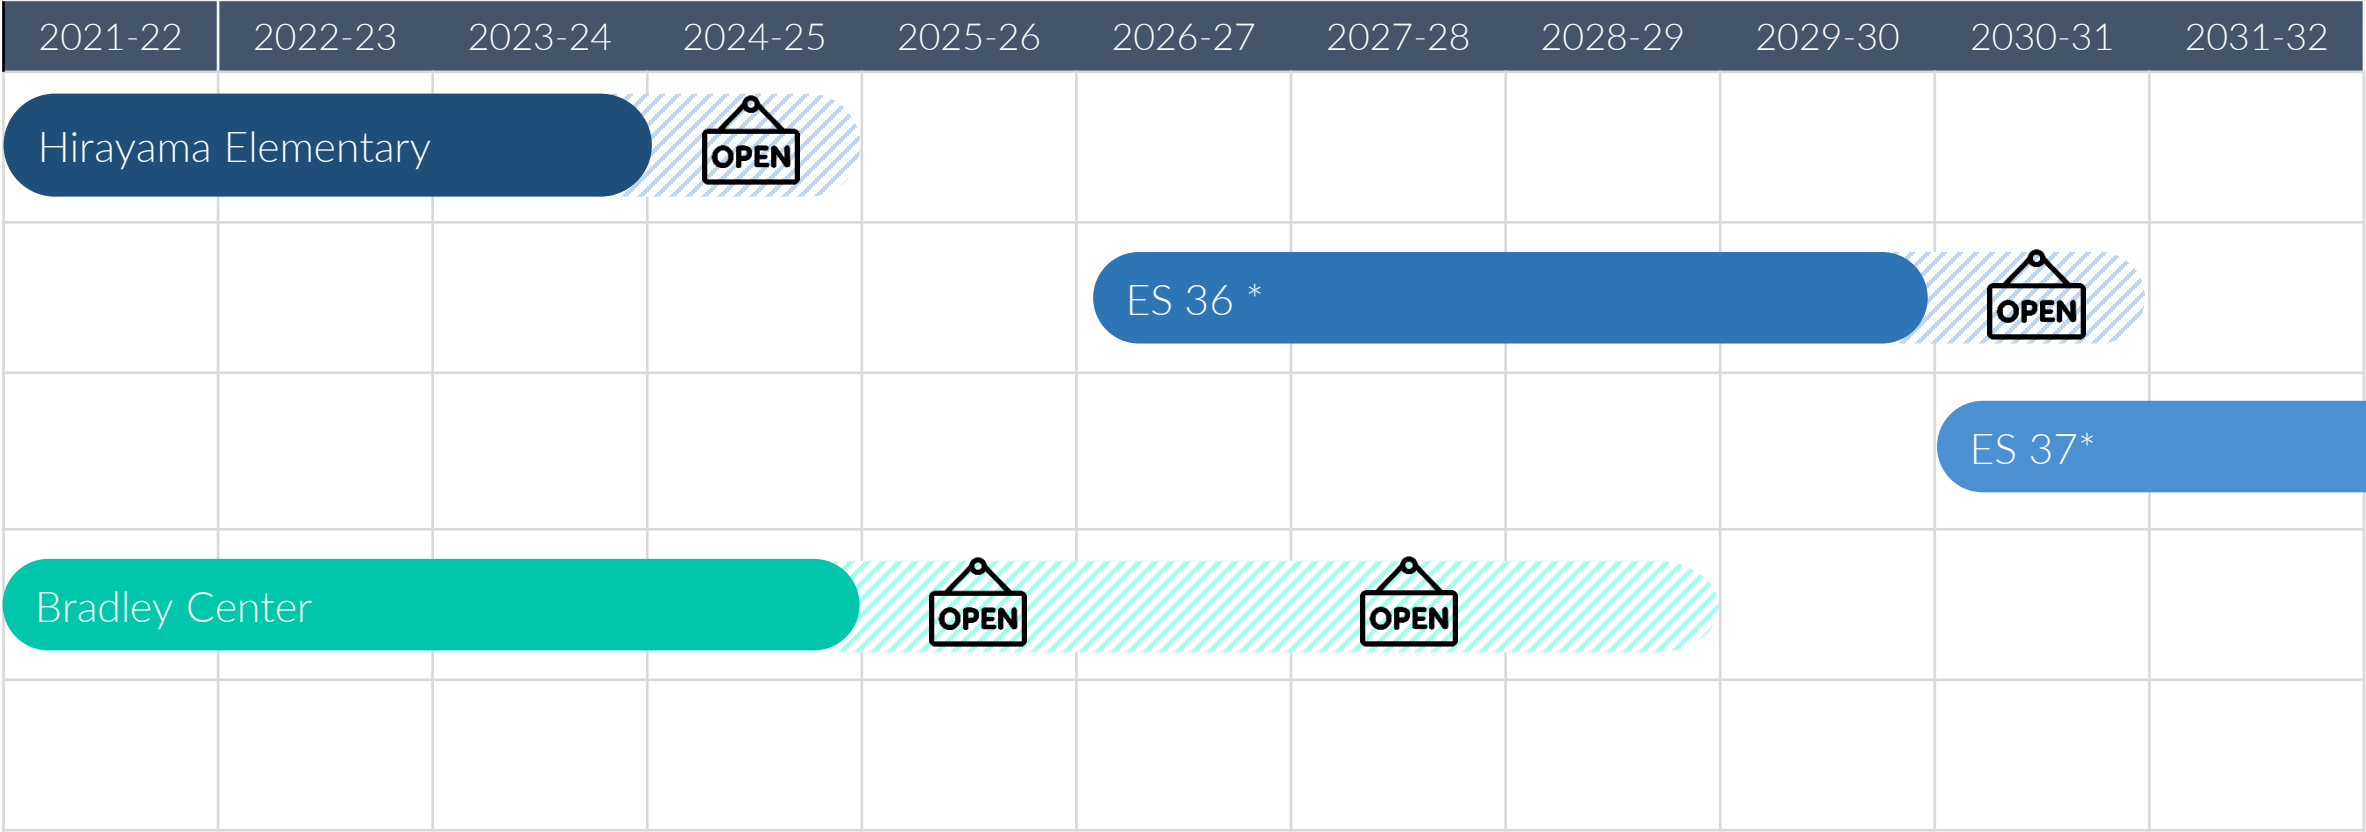 2021-22 2022-23 2023-24 2024-25 2025-26 2026-27 2027-28 2028-29 2029-30 2030-31 2031-32
Hirayama Elementary OPEN
ES 36 * OPEN
ES 37*
Bradley Center OPEN OPEN